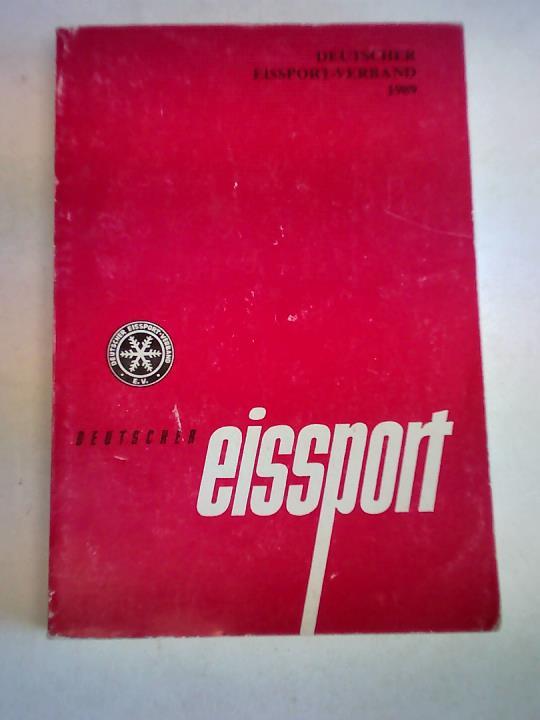 DEUTSCHER
EISSPORT-VERBAND
1989
DEUTSCHER EISSPORT-VERBAND
E.V.
DEUTSCHER
eissport